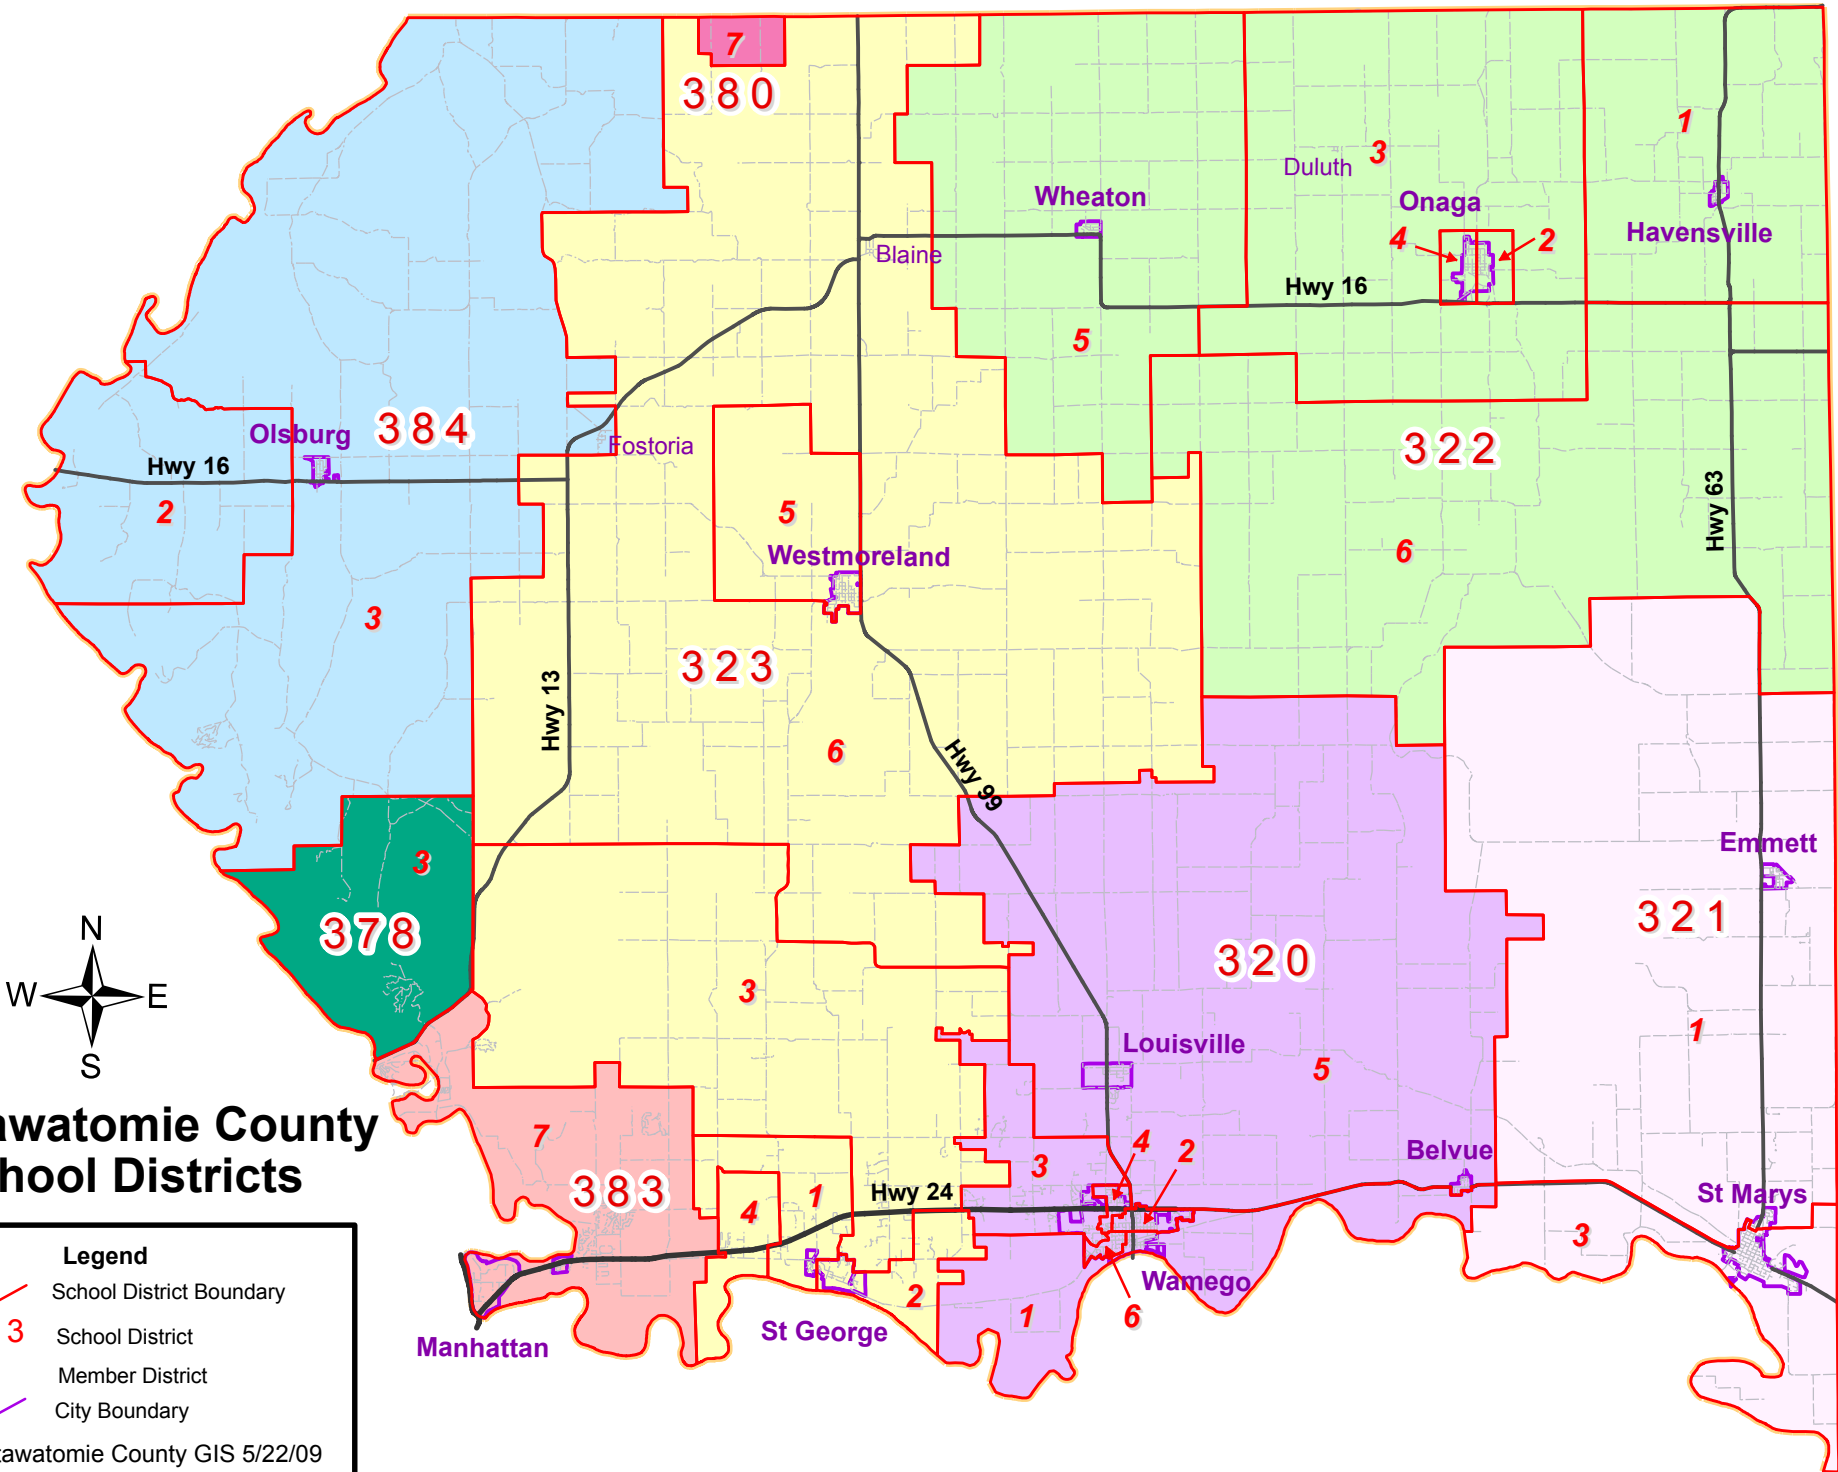 7
380
1
3
Duluth
Wheaton
Onaga
Havensville
4
2
Blaine
Hwy 16
5
384
Olsburg
Fostoria
322
Hwy 16
2
5
Hwy 63
Westmoreland
6
3
323
Hwy 13
6
Hwy 99
Emmett
3
378
321
320
N
W E
S
3
1
Louisville
5
awatomie County
hool Districts
7
4
2
Belvue
3
383
4
1
Hwy 24
St Marys
3
Legend
School District Boundary
3 School District
Member District
City Boundary
tawatomie County GIS 5/22/09
Manhattan
St George
2
Wamego
1
6